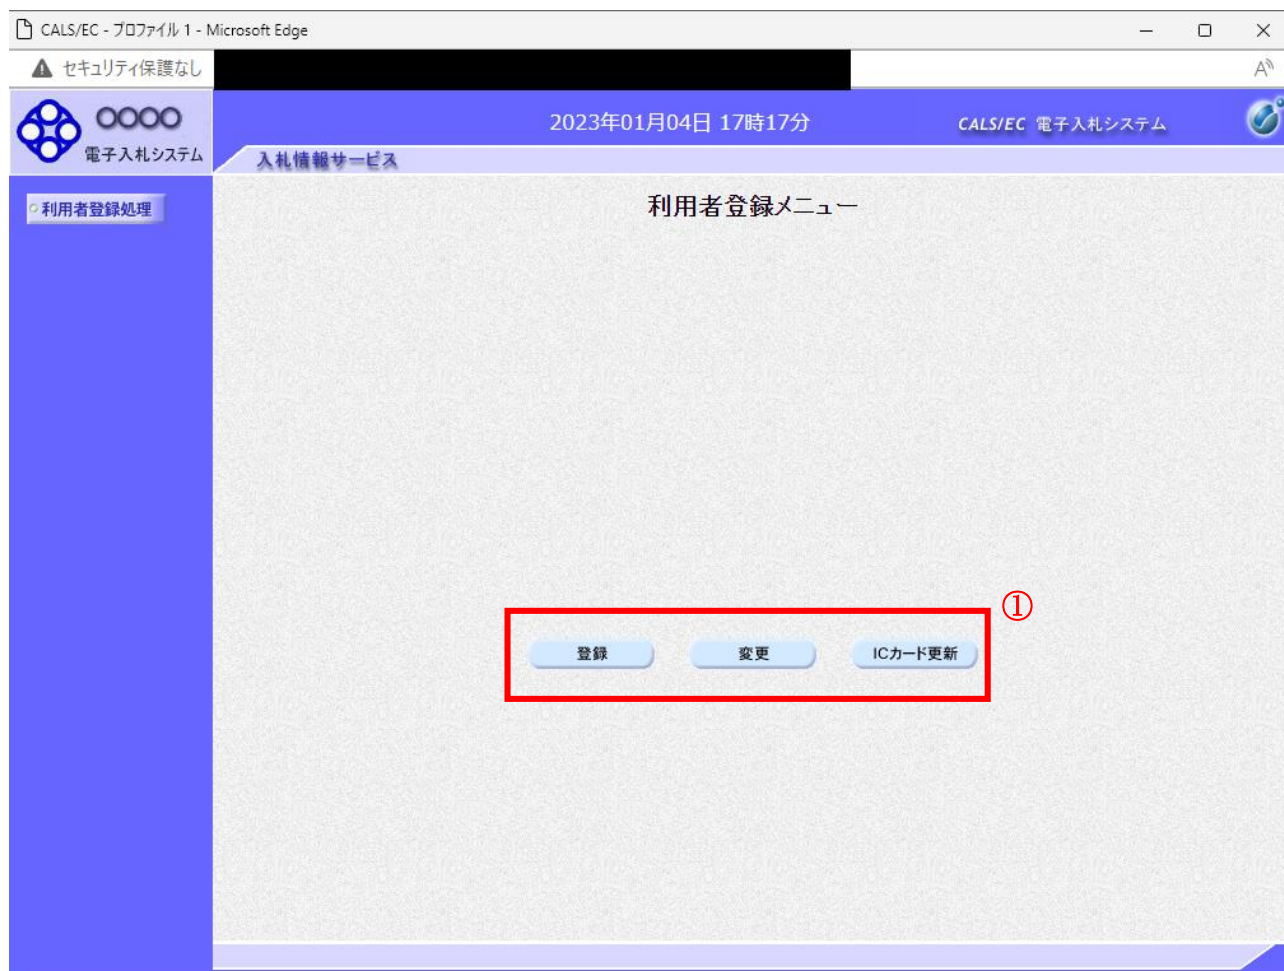 CALS/EC - プロファイル 1 - Microsoft Edge
セキュリティ保護なし
〇〇〇〇
電子入札システム
2023年01月04日 17時17分
CALS/EC 電子入札システム
入札情報サービス
利用者登録処理
利用者登録メニュー
①
登録
変更
ICカード更新